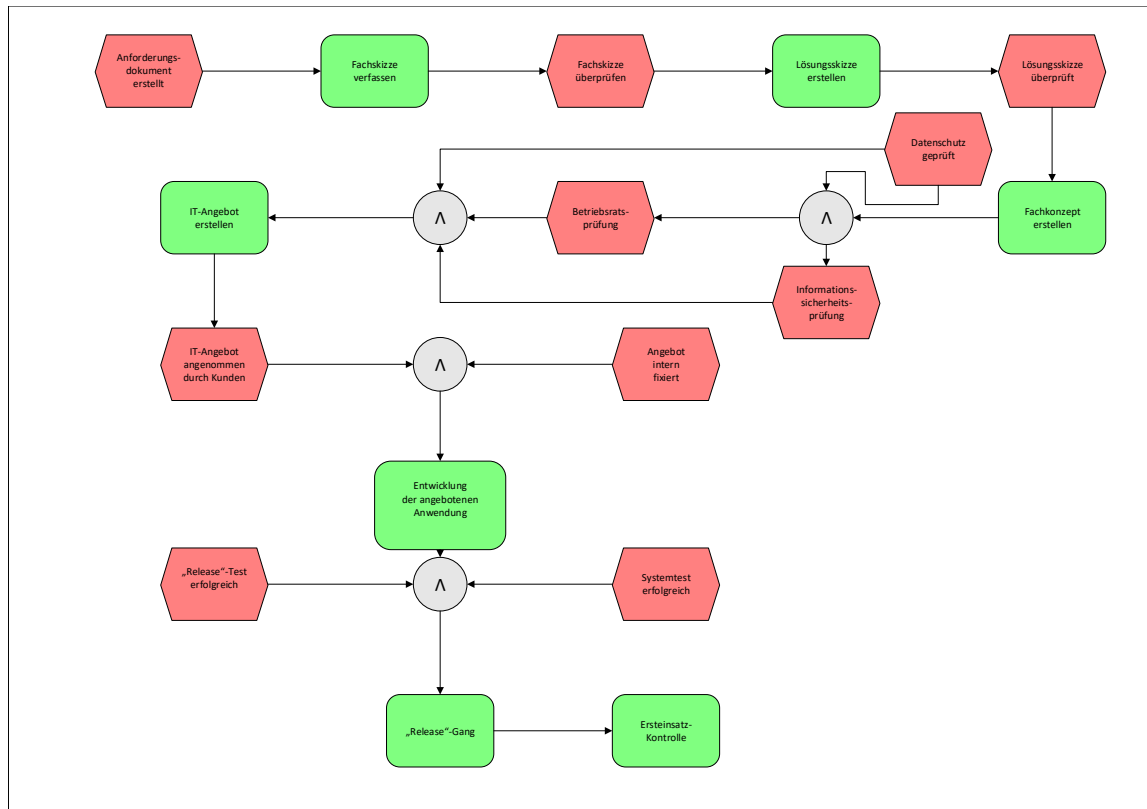 Anforderungs-
dokument
erstellt
Fachskizze
verfassen
Fachskizze
überprüfen
Lösungsskizze
erstellen
Lösungsskizze
überprüft
Datenschutz
geprüft
IT-Angebot
erstellen
Λ
Betriebsrats-
prüfung
Λ
Fachkonzept
erstellen
Informations-
sicherheits-
prüfung
IT-Angebot
angenommen
durch Kunden
Λ
Angebot
intern
fixiert
Entwicklung
der angebotenen
Anwendung
„Release“-Test
erfolgreich
Λ
Systemtest
erfolgreich
„Release“-Gang
Ersteinsatz-
Kontrolle